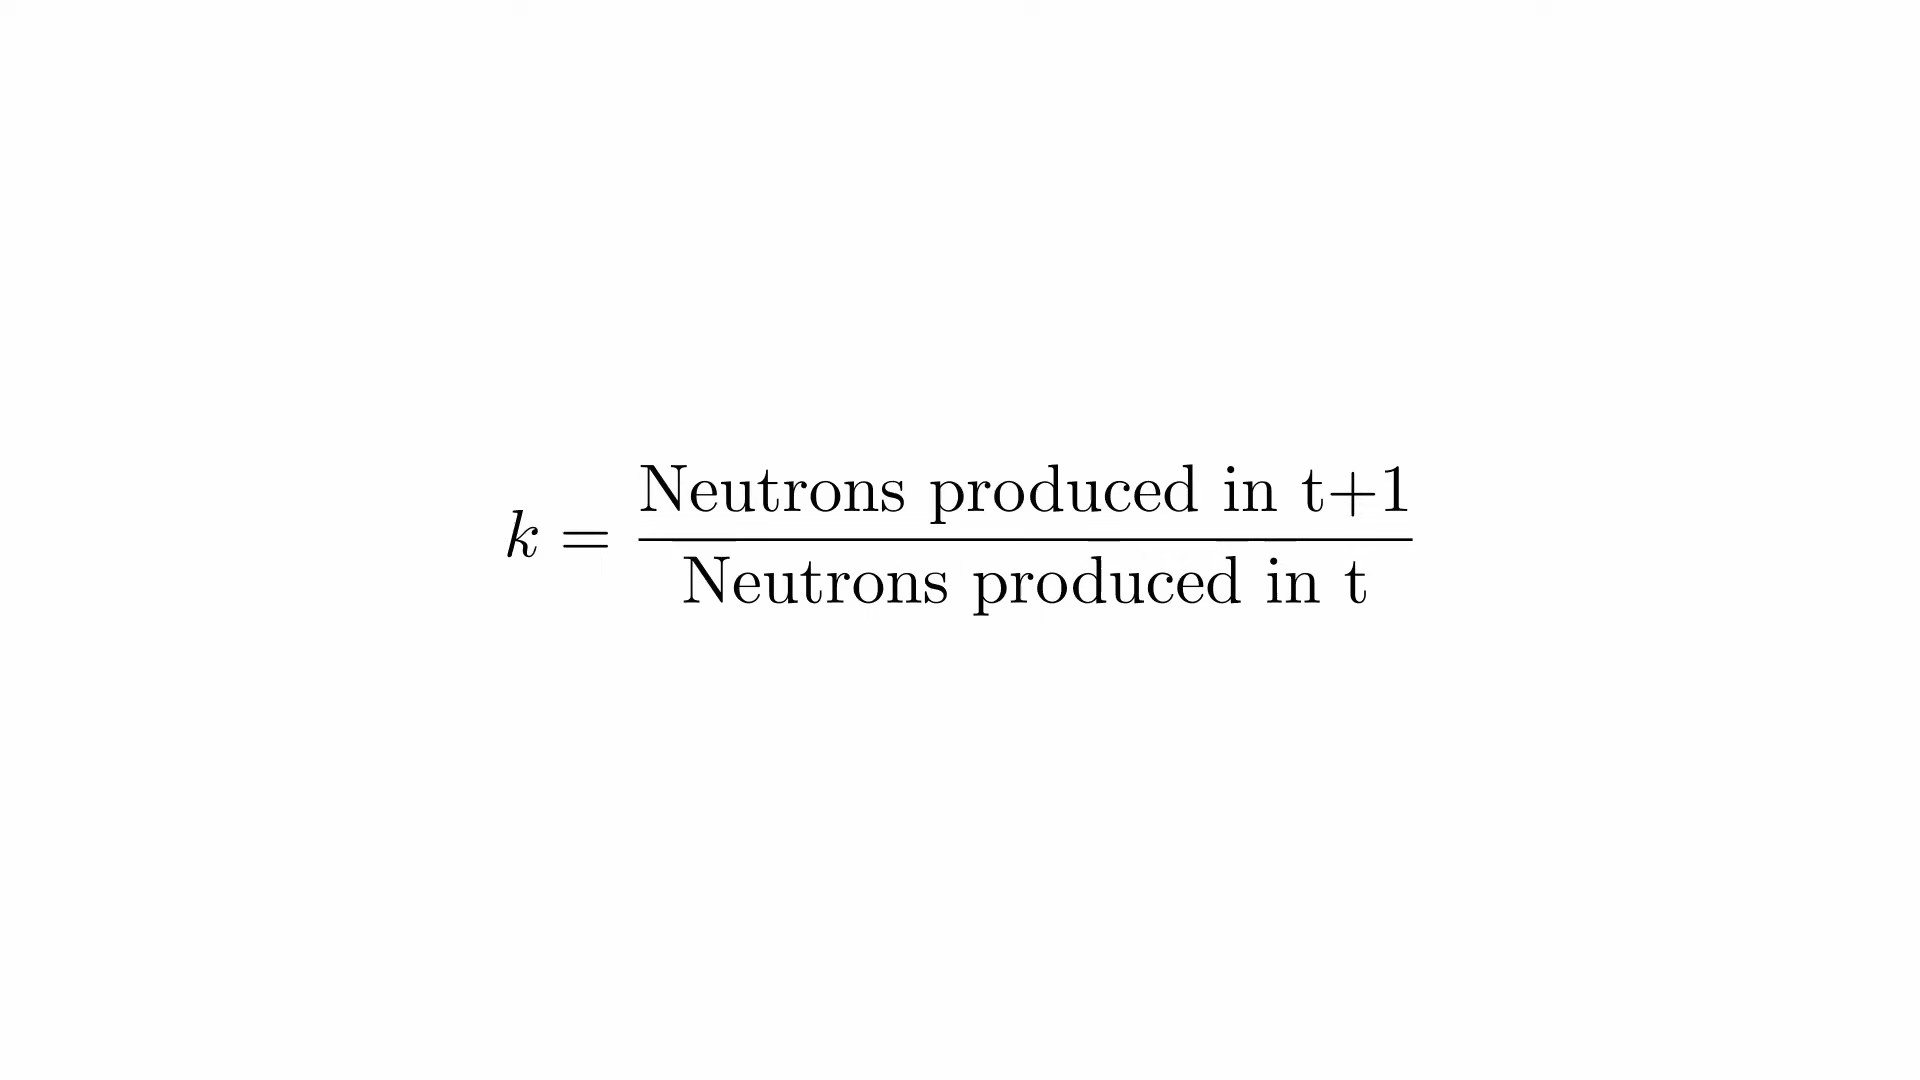 k = Neutrons produced in t+1
Neutrons produced in t